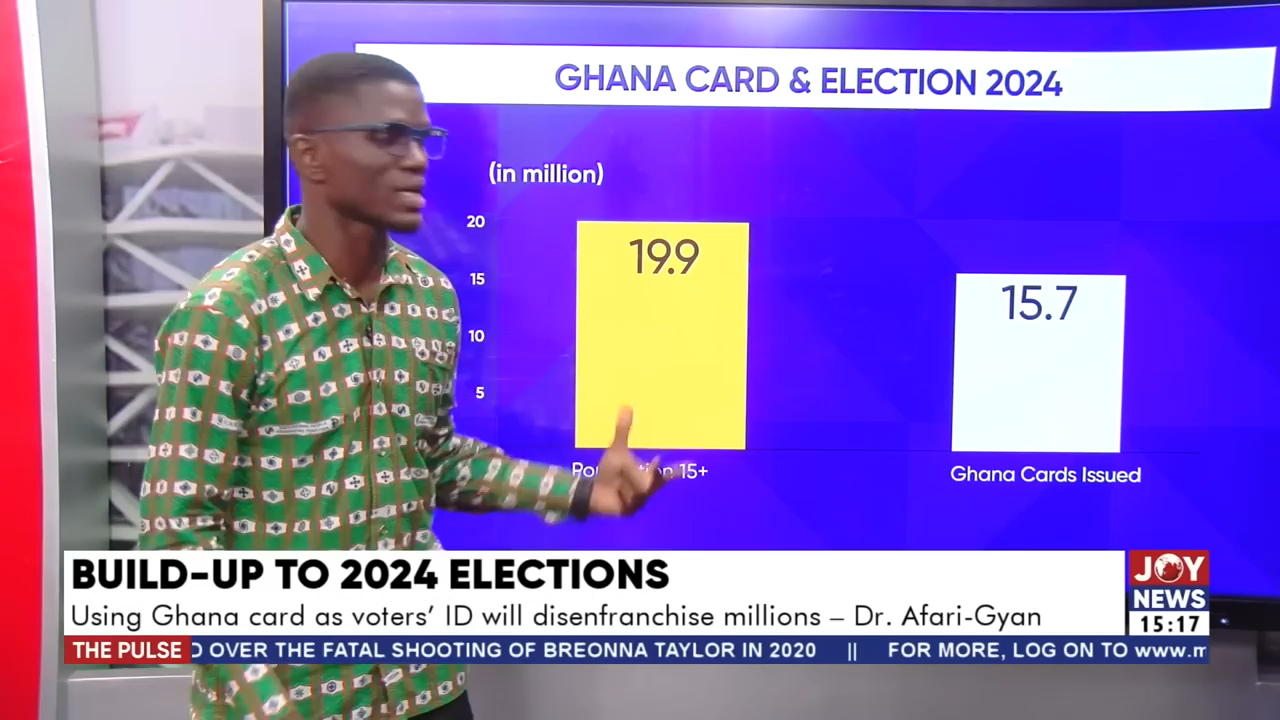 GHANA CARD & ELECTION 2024
(in million)
20
15
10
5
19.9
15.7
15+
Ghana Cards Issued
BUILD-UP TO 2024 ELECTIONS
Using Ghana card as voters' ID will disenfranchise millions – Dr. Afari-Gyan
JOY
NEWS
15:17
THE PULSE
OVER THE FATAL SHOOTING OF BREONNA TAYLOR IN 2020 || FOR MORE, LOG ON TO www.m